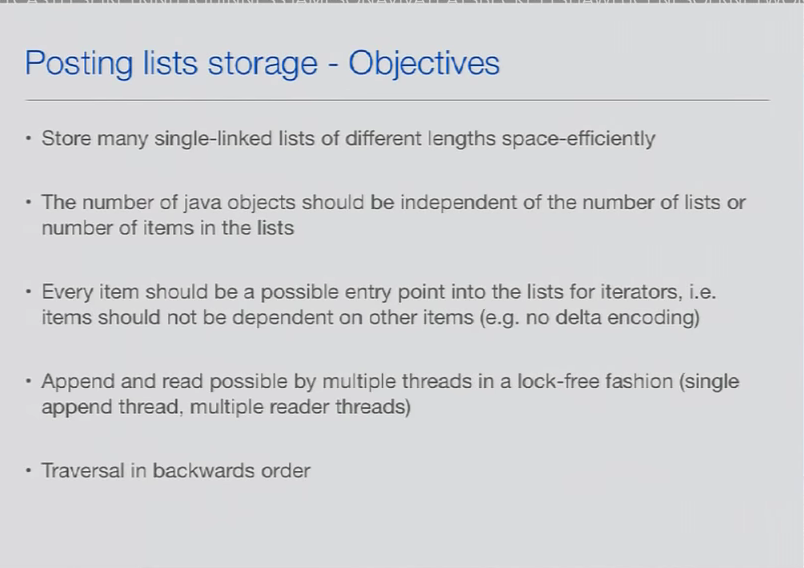 Posting lists storage - Objectives
• Store many single-linked lists of different lengths space-efficiently
• The number of java objects should be independent of the number of lists or
number of items in the lists
• Every item should be a possible entry point into the lists for iterators, i.e.
items should not be dependent on other items (e.g. no delta encoding)
• Append and read possible by multiple threads in a lock-free fashion (single
append thread, multiple reader threads)
• Traversal in backwards order